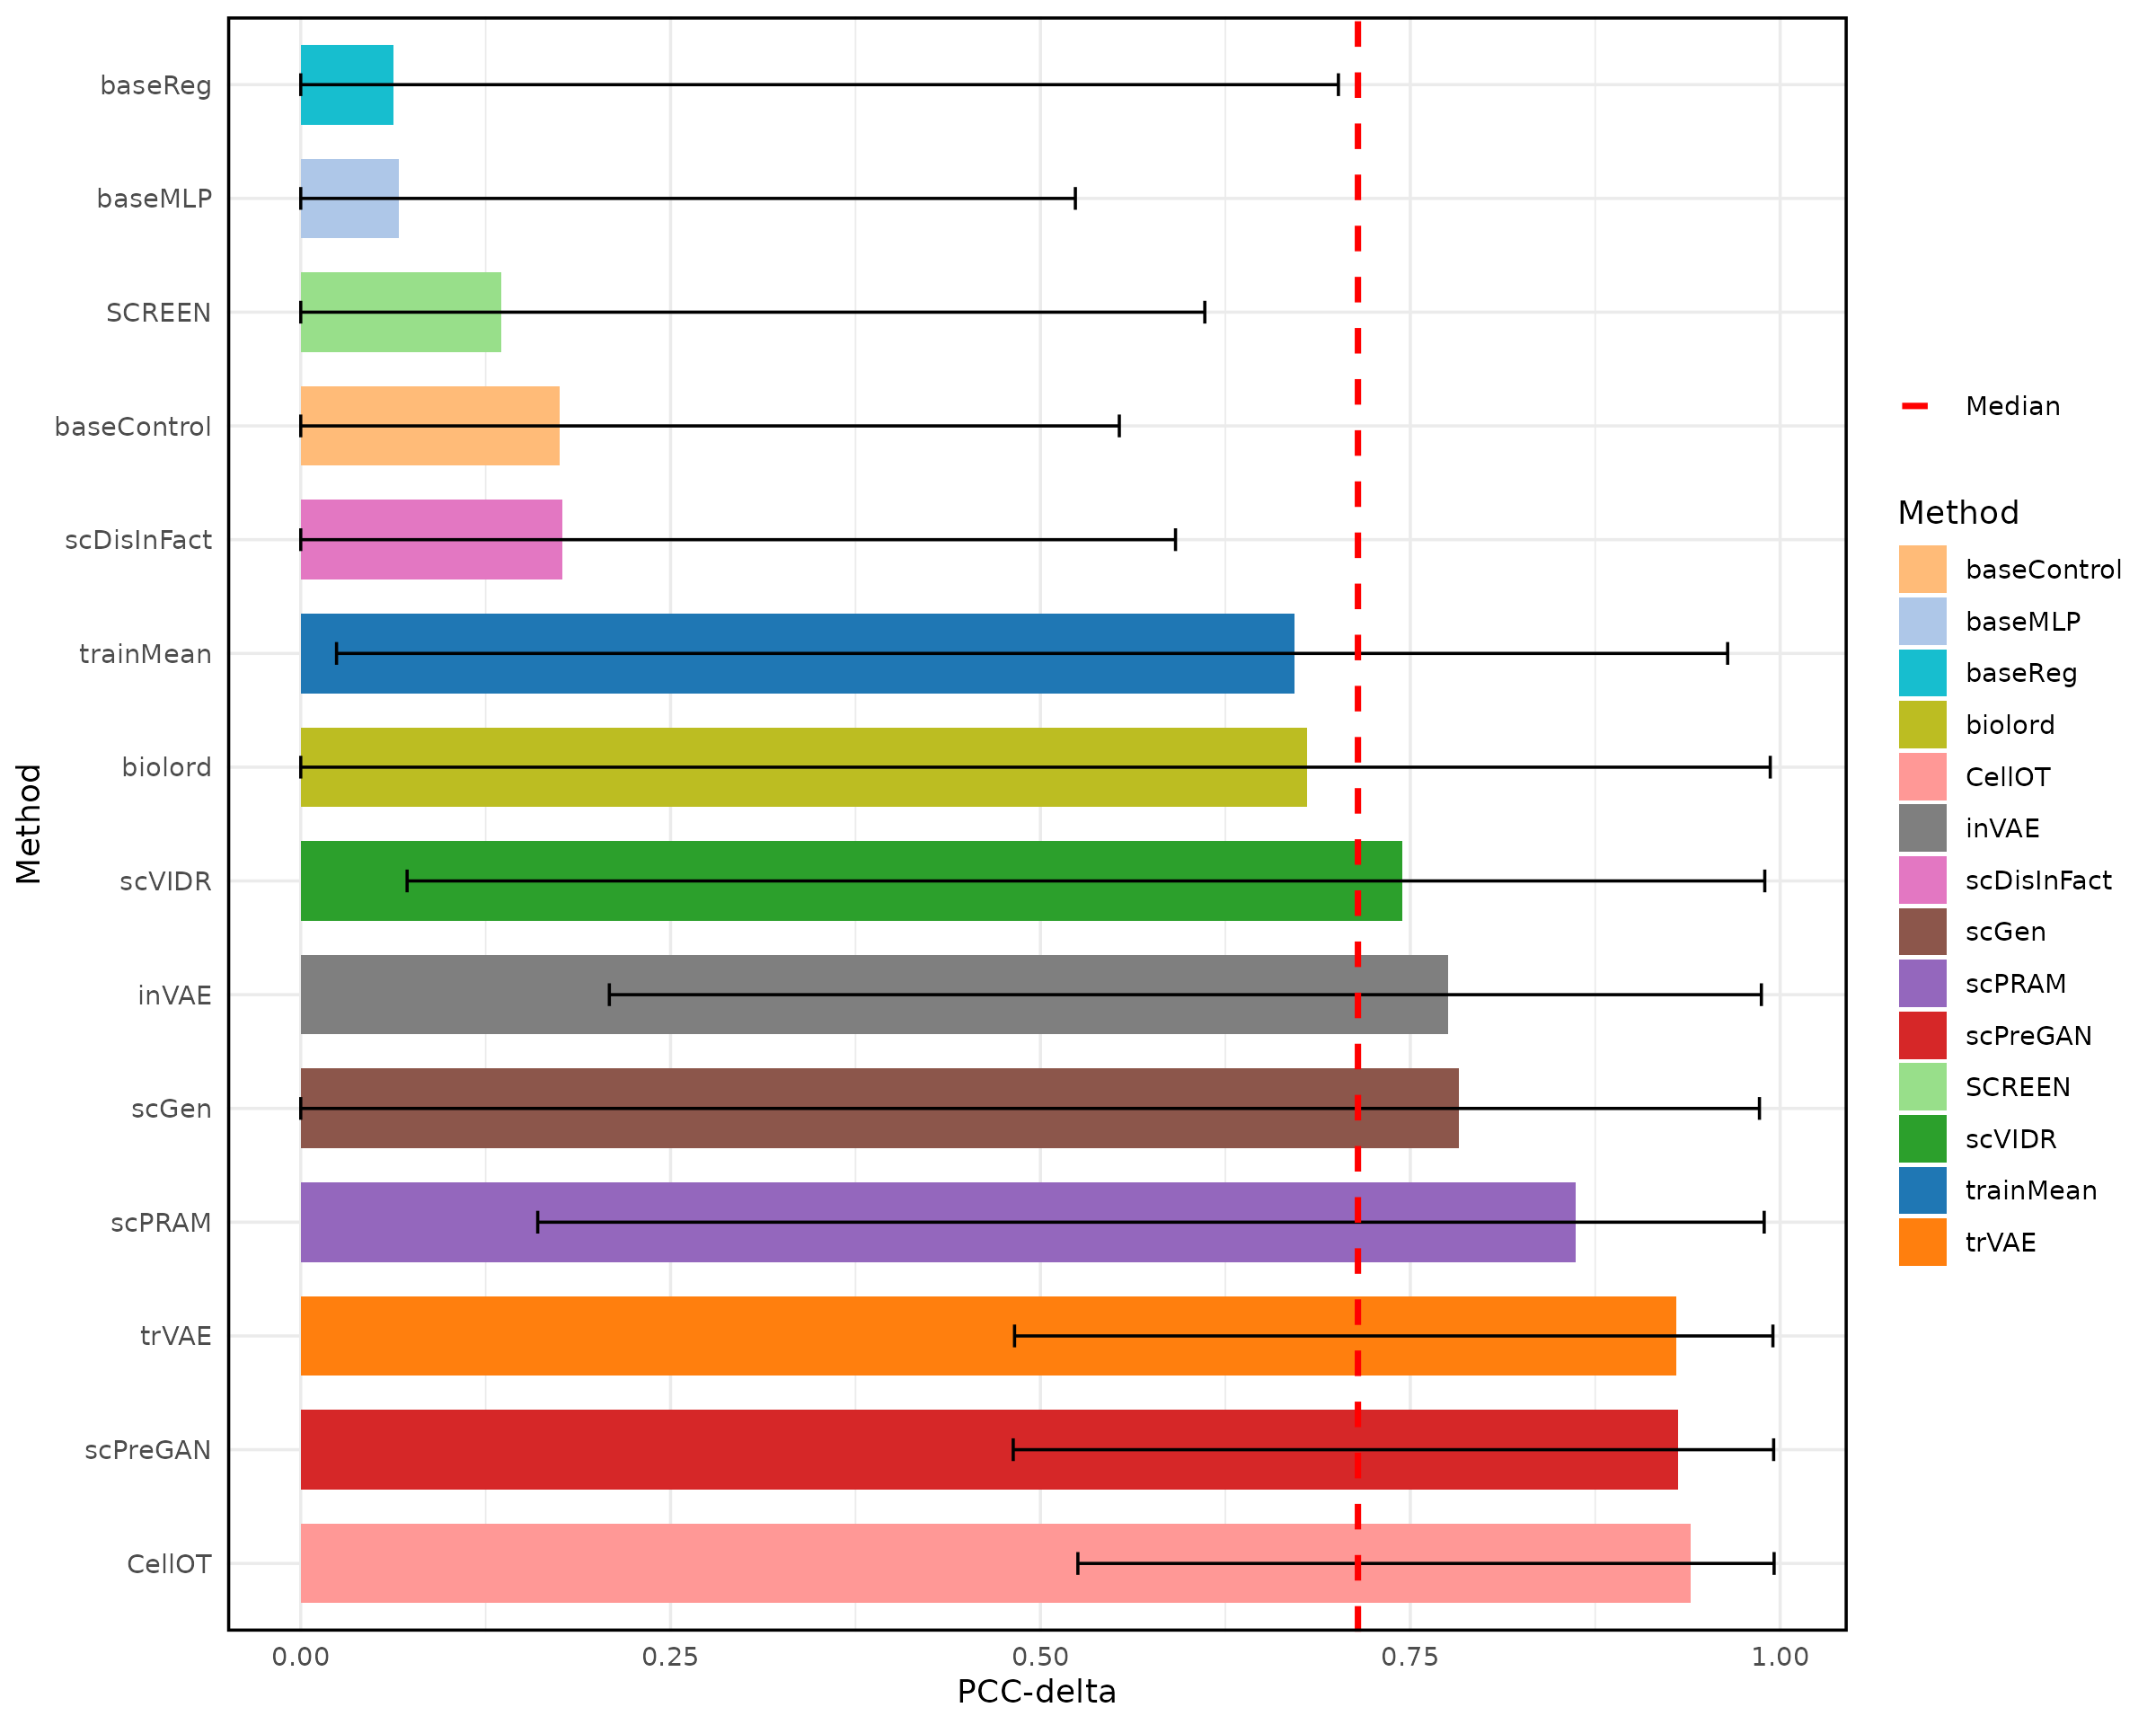 baseReg
baseMLP
SCREEN
baseControl
scDisInFact
trainMean
biolord
scVIDR
inVAE
scGen
scPRAM
trVAE
scPreGAN
CellOT
Method
0.00 0.25 0.50 0.75 1.00
PCC-delta
Median
Method
baseControl
baseMLP
baseReg
biolord
CellOT
inVAE
scDisInFact
scGen
scPRAM
scPreGAN
SCREEN
scVIDR
trainMean
trVAE